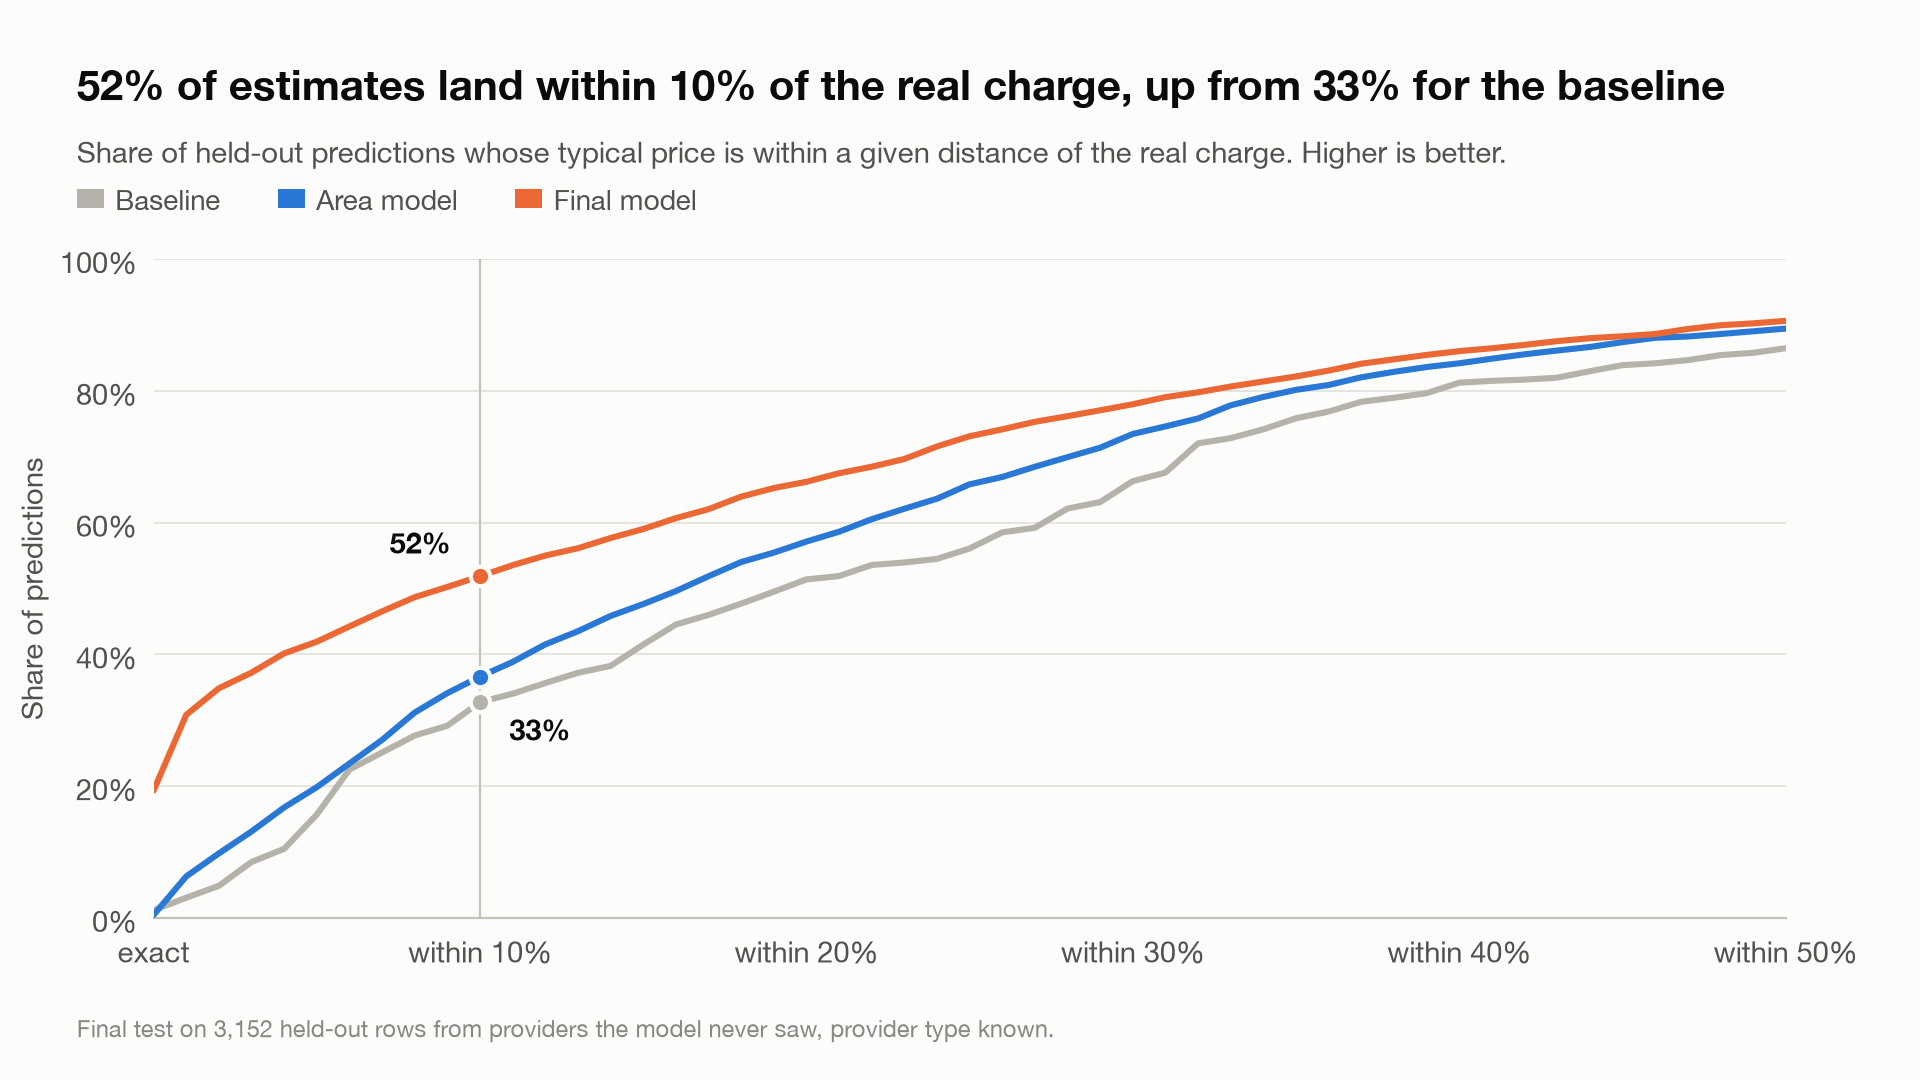 52% of estimates land within 10% of the real charge, up from 33% for the baseline
Share of held-out predictions whose typical price is within a given distance of the real charge. Higher is better.
Baseline Area model Final model
100%
80%
60%
40%
20%
0%
Share of predictions
52%
33%
exact within 10% within 20% within 30% within 40% within 50%
Final test on 3,152 held-out rows from providers the model never saw, provider type known.